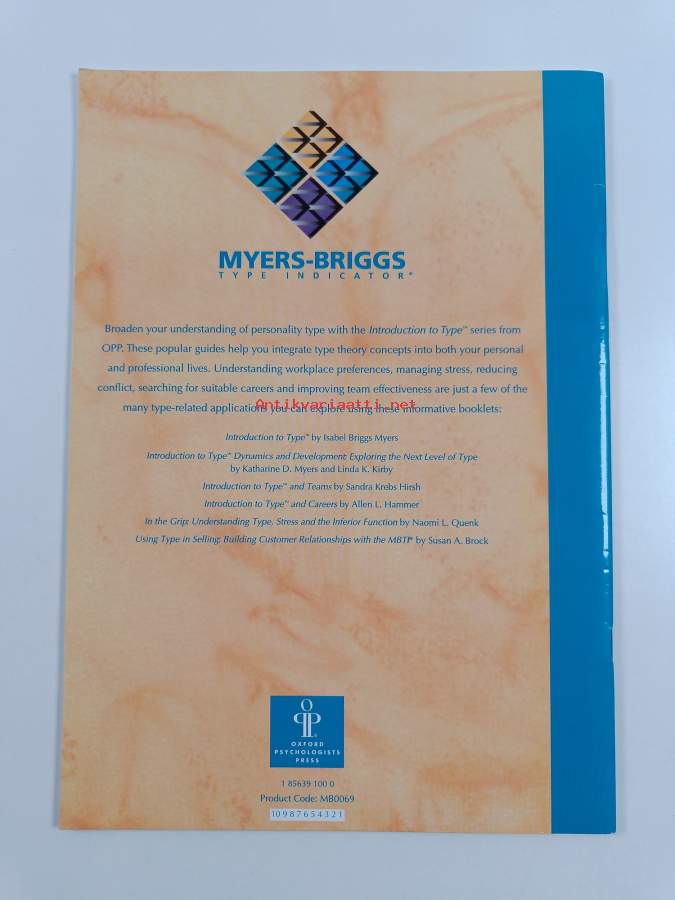 MYERS-BRIGGS
TYPE INDICATOR®
Broaden your understanding of personality type with the Introduction to Type™ series from
OPP. These popular guides help you integrate type theory concepts into both your personal
and professional lives. Understanding workplace preferences, managing stress, reducing
conflict, searching for suitable careers and improving team effectiveness are just a few of the
many type-related applications you can explore using these informative booklets:
Antikvariaatti.net
Introduction to Type™ by Isabel Briggs Myers
Introduction to Type™ Dynamics and Development: Exploring the Next Level of Type
by Katharine D. Myers and Linda K. Kirby
Introduction to Type™ and Teams by Sandra Krebs Hirsh
Introduction to Type™ and Careers by Allen L. Hammer
In the Grip: Understanding Type, Stress and the Inferior Function by Naomi L. Quenk
Using Type in Selling: Building Customer Relationships with the MBTI® by Susan A. Brock
OPP
OXFORD
PSYCHOLOGISTS
PRESS
1 85639 100 0
Product Code: MB0069
10 9 8 7 6 5 4 3 2 1